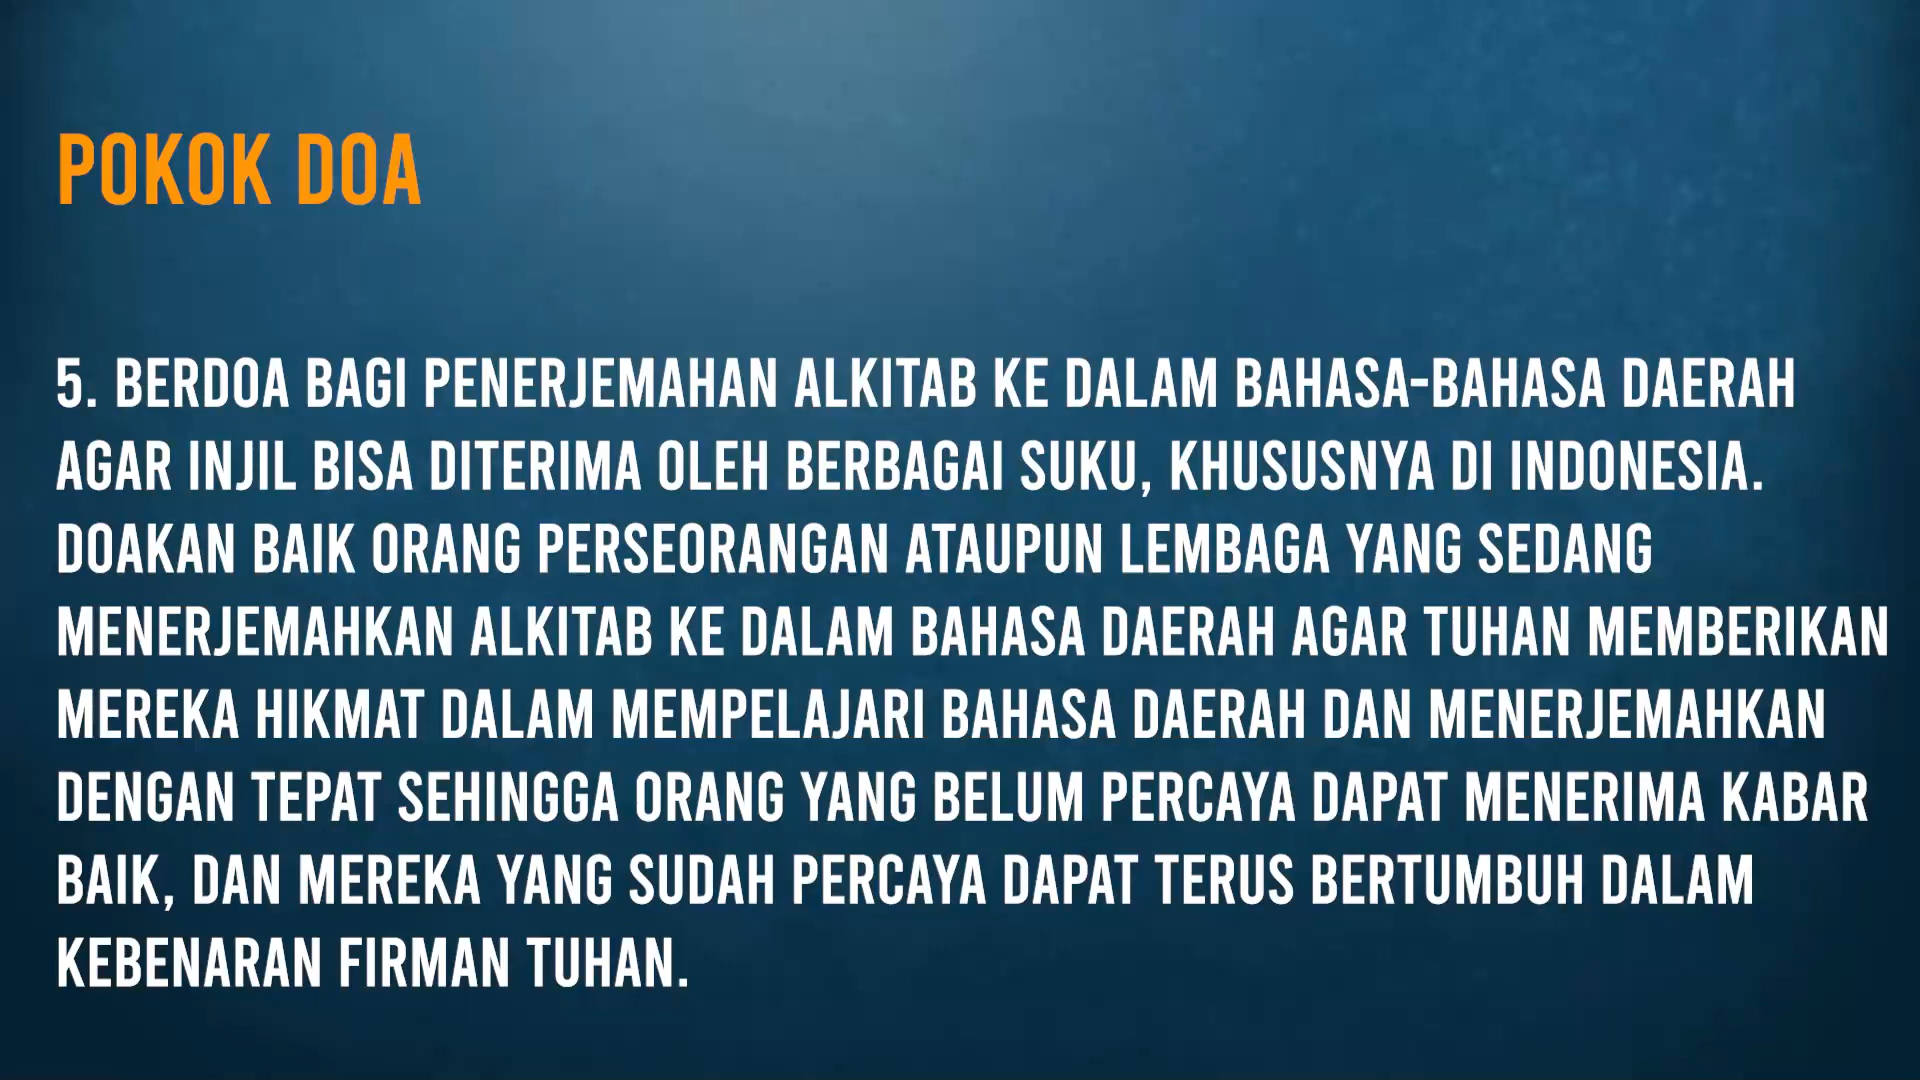 POKOK DOA
5. BERDOA BAGI PENERJEMAHAN ALKITAB KE DALAM BAHASA-BAHASA DAERAH
AGAR INJIL BISA DITERIMA OLEH BERBAGAI SUKU, KHUSUSNYA DI INDONESIA.
DOAKAN BAIK ORANG PERSEORANGAN ATAUPUN LEMBAGA YANG SEDANG
MENERJEMAHKAN ALKITAB KE DALAM BAHASA DAERAH AGAR TUHAN MEMBERIKAN
MEREKA HIKMAT DALAM MEMPELAJARI BAHASA DAERAH DAN MENERJEMAHKAN
DENGAN TEPAT SEHINGGA ORANG YANG BELUM PERCAYA DAPAT MENERIMA KABAR
BAIK, DAN MEREKA YANG SUDAH PERCAYA DAPAT TERUS BERTUMBUH DALAM
KEBENARAN FIRMAN TUHAN.